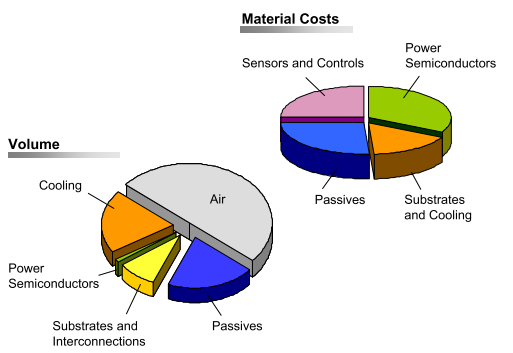 Material Costs
Sensors and Controls
Power
Semiconductors
Passives
Substrates
and Cooling
Volume
Cooling
Air
Power
Semiconductors
Substrates and
Interconnections
Passives